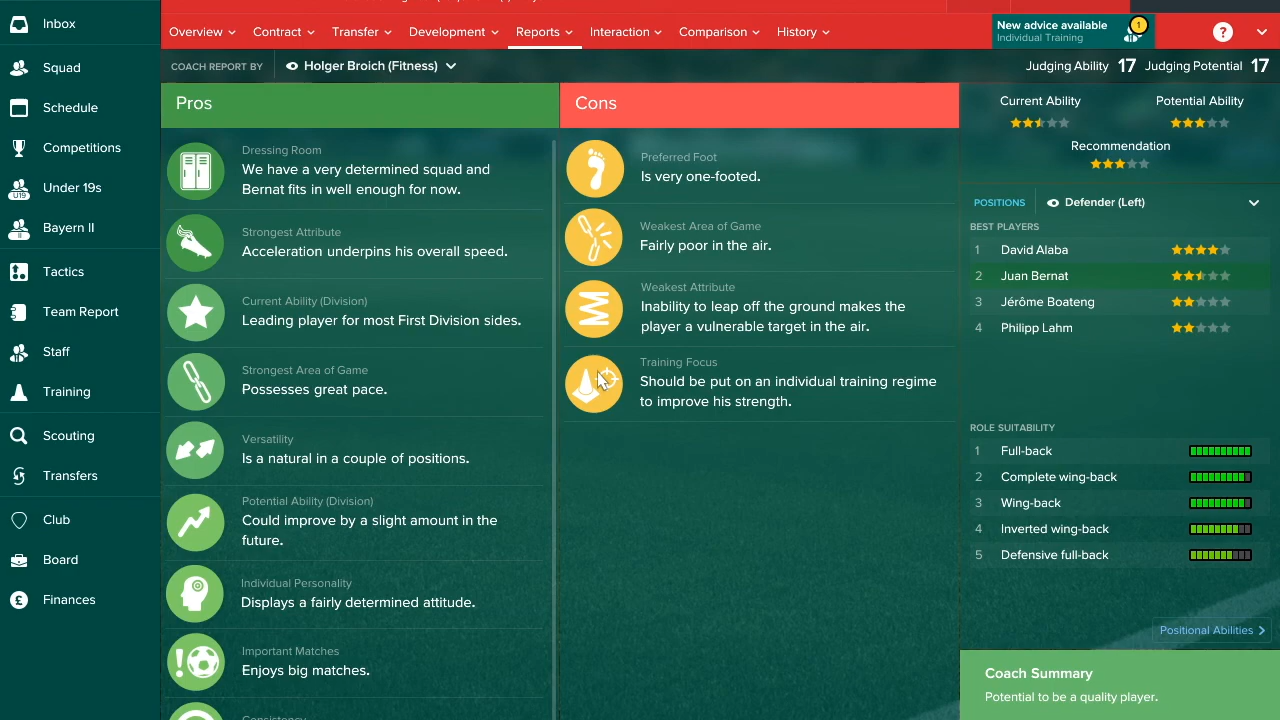 Inbox
Squad
Schedule
Competitions
U19
Under 19s
II
Bayern II
Tactics
Team Report
Staff
Training
Scouting
Transfers
Club
Board
£
Finances
Overview
Contract
Transfer
Development
Reports
Interaction
Comparison
History
New advice available
Individual Training
1
?
COACH REPORT BY
Holger Broich (Fitness)
Judging Ability 17 Judging Potential 17
Pros
Dressing Room
We have a very determined squad and
Bernat fits in well enough for now.
Strongest Attribute
Acceleration underpins his overall speed.
Current Ability (Division)
Leading player for most First Division sides.
Strongest Area of Game
Possesses great pace.
Versatility
Is a natural in a couple of positions.
Potential Ability (Division)
Could improve by a slight amount in the
future.
Individual Personality
Displays a fairly determined attitude.
Important Matches
Enjoys big matches.
Consistency
Cons
Preferred Foot
Is very one-footed.
Weakest Area of Game
Fairly poor in the air.
Weakest Attribute
Inability to leap off the ground makes the
player a vulnerable target in the air.
Training Focus
Should be put on an individual training regime
to improve his strength.
Current Ability
Potential Ability
Recommendation
POSITIONS
Defender (Left)
BEST PLAYERS
1 David Alaba
2 Juan Bernat
3 Jérôme Boateng
4 Philipp Lahm
ROLE SUITABILITY
1 Full-back
2 Complete wing-back
3 Wing-back
4 Inverted wing-back
5 Defensive full-back
Positional Abilities
Coach Summary
Potential to be a quality player.